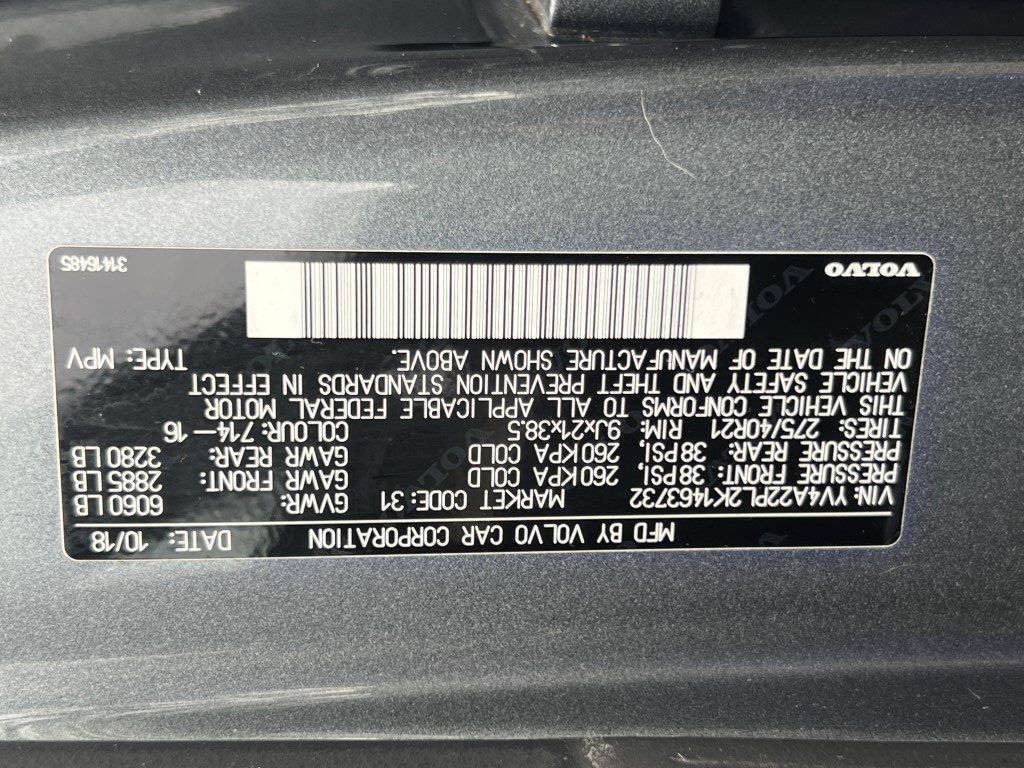 MFD BY VOLVO CAR CORPORATION DATE: 10/18
VIN: YV4A22PL2K1463732 MARKET CODE: 31 GVWR: 6060 LB
PRESSURE FRONT: 38 PSI, 260 KPA COLD GAWR FRONT: 2885 LB
PRESSURE REAR: 38 PSI, 260 KPA COLD GAWR REAR: 3280 LB
TIRES: 275/40R21 RIM: 9Jx21x38.5 COLOUR: 714-16
THIS VEHICLE CONFORMS TO ALL APPLICABLE FEDERAL MOTOR
VEHICLE SAFETY AND THEFT PREVENTION STANDARDS IN EFFECT
ON THE DATE OF MANUFACTURE SHOWN ABOVE. TYPE: MPV
VOLVO 31416485